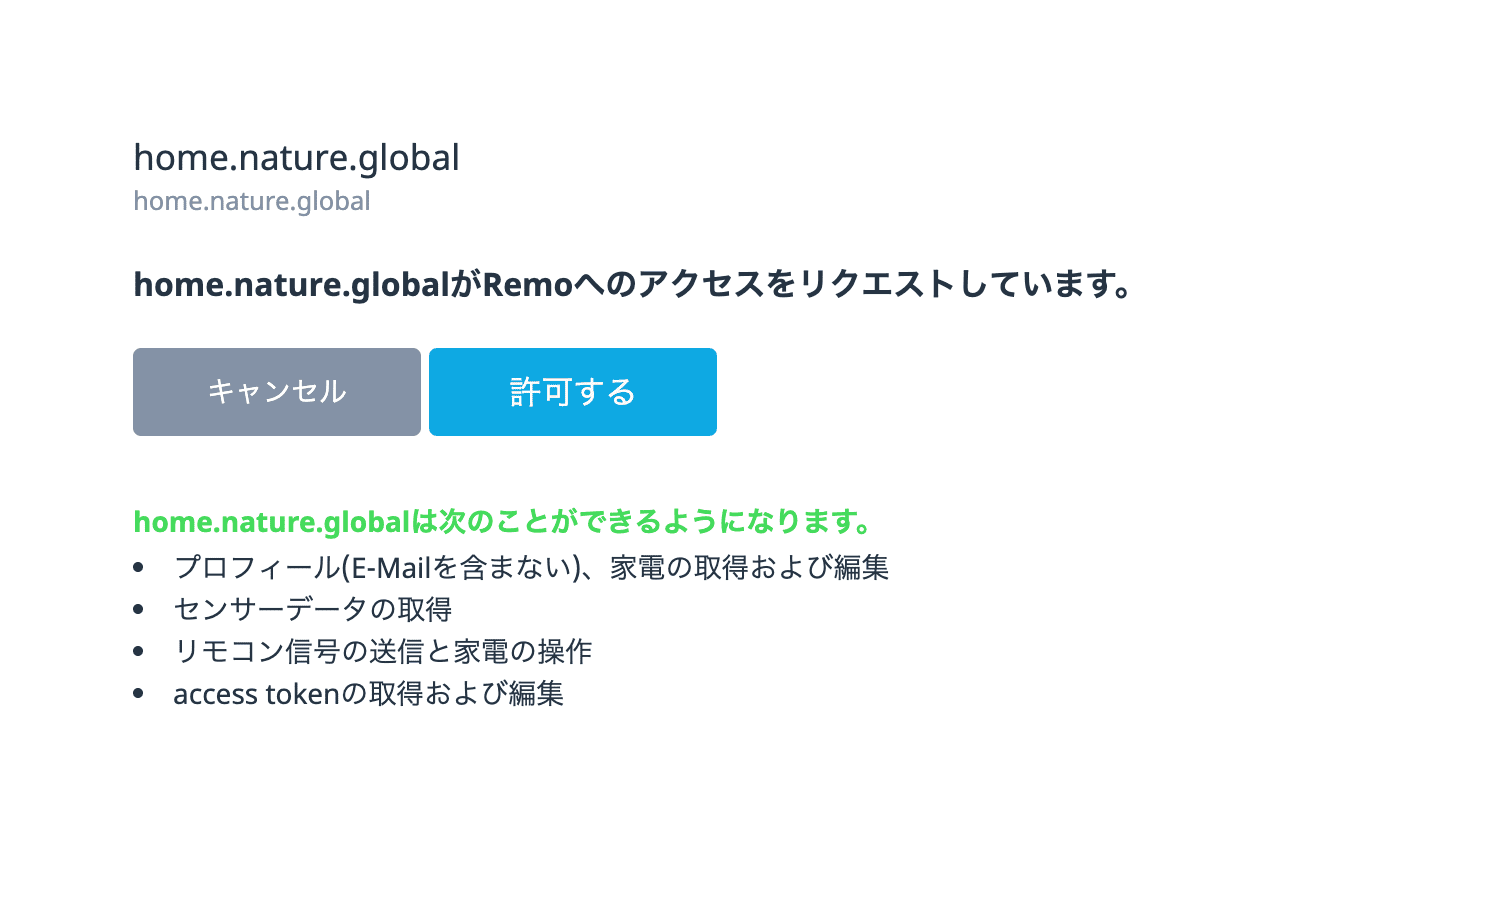 home.nature.global
home.nature.global
home.nature.globalがRemoへのアクセスをリクエストしています。
キャンセル
許可する
home.nature.globalは次のことができるようになります。
プロフィール(E-Mailを含まない)、家電の取得および編集
センサーデータの取得
リモコン信号の送信と家電の操作
access tokenの取得および編集